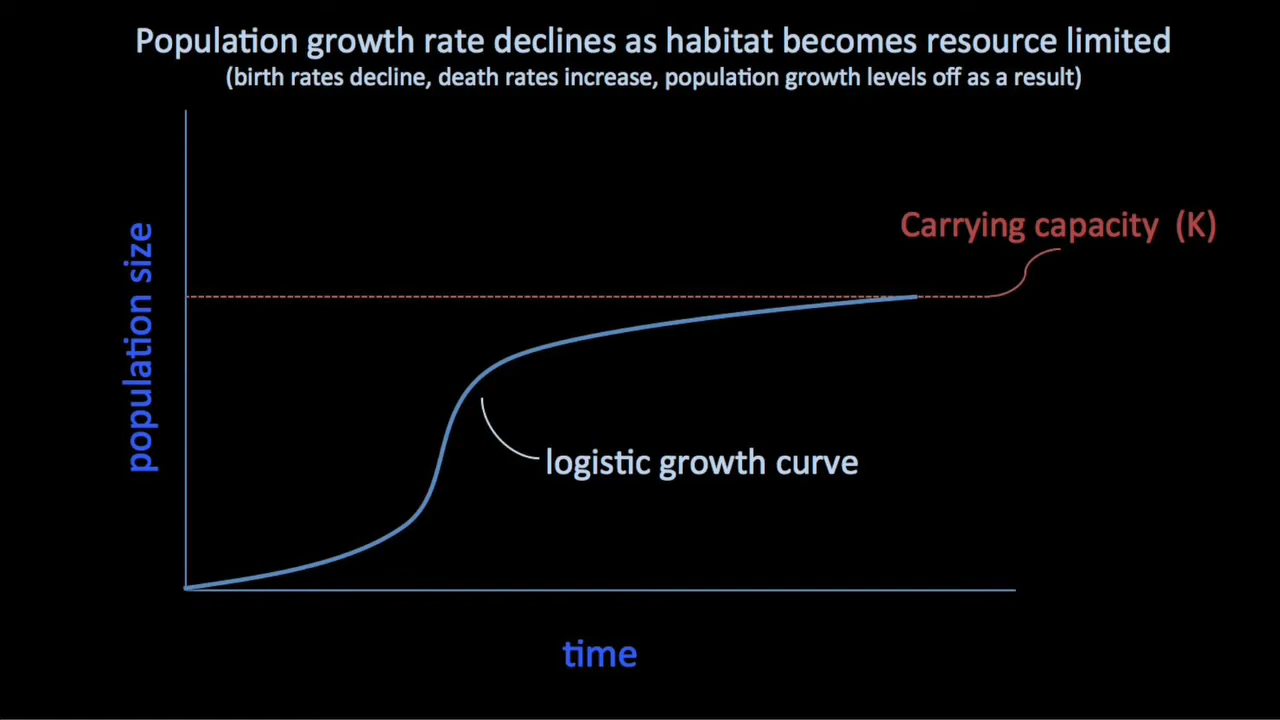 Population growth rate declines as habitat becomes resource limited
(birth rates decline, death rates increase, population growth levels off as a result)
Carrying capacity (K)
population size
logistic growth curve
time